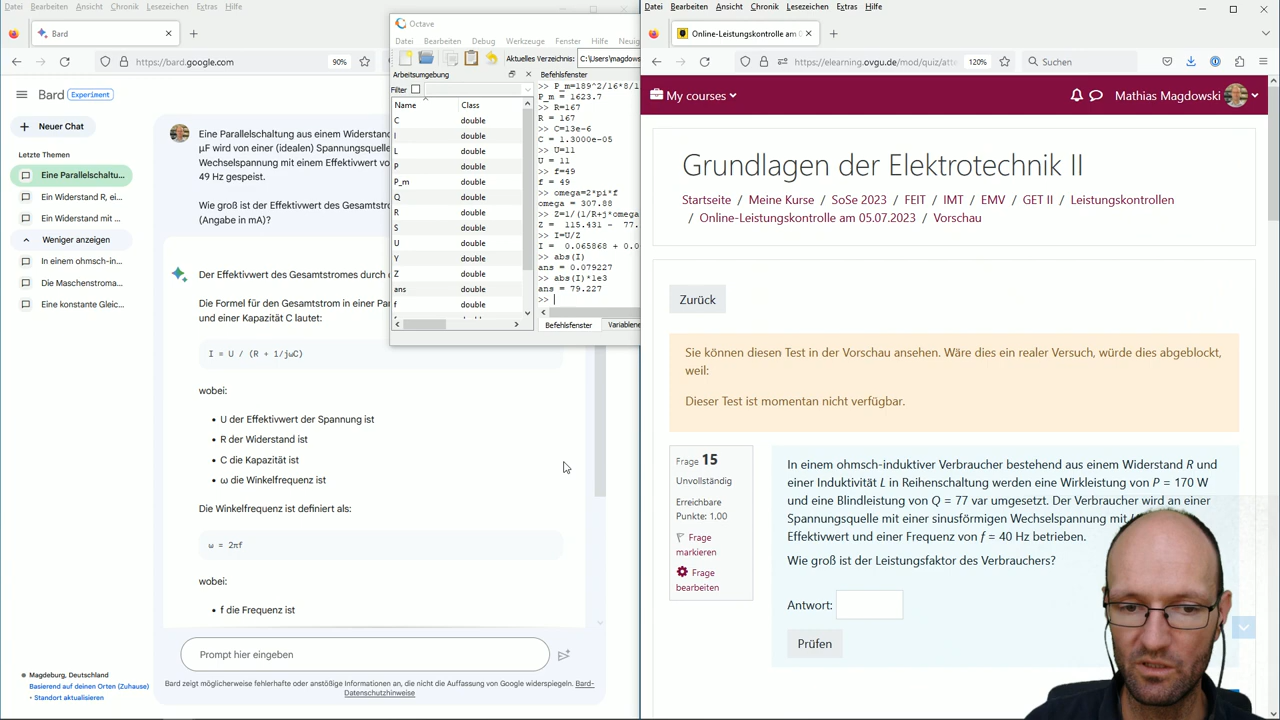 Datei Bearbeiten Ansicht Chronik Lesezeichen Extras Hilfe
Bard
https://bard.google.com
90%
Bard Experiment
Neuer Chat
Letzte Themen
Eine Parallelschaltu...
Ein Widerstand R, ei...
Ein Widerstand mit ...
Weniger anzeigen
In einem ohmsch-in...
Die Maschenstroma...
Eine konstante Gleic...
Magdeburg, Deutschland
Basierend auf deinen Orten (Zuhause)
• Standort aktualisieren
Eine Parallelschaltung aus einem Widerstand
µF wird von einer (idealen) Spannungsquelle
Wechselspannung mit einem Effektivwert vo
49 Hz gespeist.
Wie groß ist der Effektivwert des Gesamtstro
(Angabe in mA)?
Der Effektivwert des Gesamtstromes durch d
Die Formel für den Gesamtstrom in einer Par
und einer Kapazität C lautet:
I = U / (R + 1/jωC)
wobei:
• U der Effektivwert der Spannung ist
• R der Widerstand ist
• C die Kapazität ist
• ω die Winkelfrequenz ist
Die Winkelfrequenz ist definiert als:
ω = 2πf
wobei:
• f die Frequenz ist
Prompt hier eingeben
Bard zeigt möglicherweise fehlerhafte oder anstößige Informationen an, die nicht die Auffassung von Google widerspiegeln. Bard-
Datenschutzhinweise
Octave
Datei Bearbeiten Debug Werkzeuge Fenster Hilfe Neuig
Aktuelles Verzeichnis: C:\Users\magdows
Arbeitsumgebung
Filter
Name Class
C double
I double
L double
P double
P_m double
Q double
R double
S double
U double
Y double
Z double
ans double
f double
Befehlsfenster
>> P_m=189^2/16*8/1
P_m = 1623.7
>> R=167
R = 167
>> C=13e-6
C = 1.3000e-05
>> U=11
U = 11
>> f=49
f = 49
>> omega=2*pi*f
omega = 307.88
>> Z=1/(1/R+j*omega
Z = 115.431 - 77.
>> I=U/Z
I = 0.065868 + 0.0
>> abs(I)
ans = 0.079227
>> abs(I)*1e3
ans = 79.227
>>
Befehlsfenster Variablene
Datei Bearbeiten Ansicht Chronik Lesezeichen Extras Hilfe
Online-Leistungskontrolle am 0
https://elearning.ovgu.de/mod/quiz/atte
120%
Suchen
My courses
Mathias Magdowski
Grundlagen der Elektrotechnik II
Startseite / Meine Kurse / SoSe 2023 / FEIT / IMT / EMV / GET II / Leistungskontrollen
/ Online-Leistungskontrolle am 05.07.2023 / Vorschau
Zurück
Sie können diesen Test in der Vorschau ansehen. Wäre dies ein realer Versuch, würde dies abgeblockt,
weil:
Dieser Test ist momentan nicht verfügbar.
Frage 15
Unvollständig
Erreichbare
Punkte: 1.00
Frage
markieren
Frage
bearbeiten
In einem ohmsch-induktiver Verbraucher bestehend aus einem Widerstand R und
einer Induktivität L in Reihenschaltung werden eine Wirkleistung von P = 170 W
und eine Blindleistung von Q = 77 var umgesetzt. Der Verbraucher wird an einer
Spannungsquelle mit einer sinusförmigen Wechselspannung mit
Effektivwert und einer Frequenz von f = 40 Hz betrieben.
Wie groß ist der Leistungsfaktor des Verbrauchers?
Antwort:
Prüfen